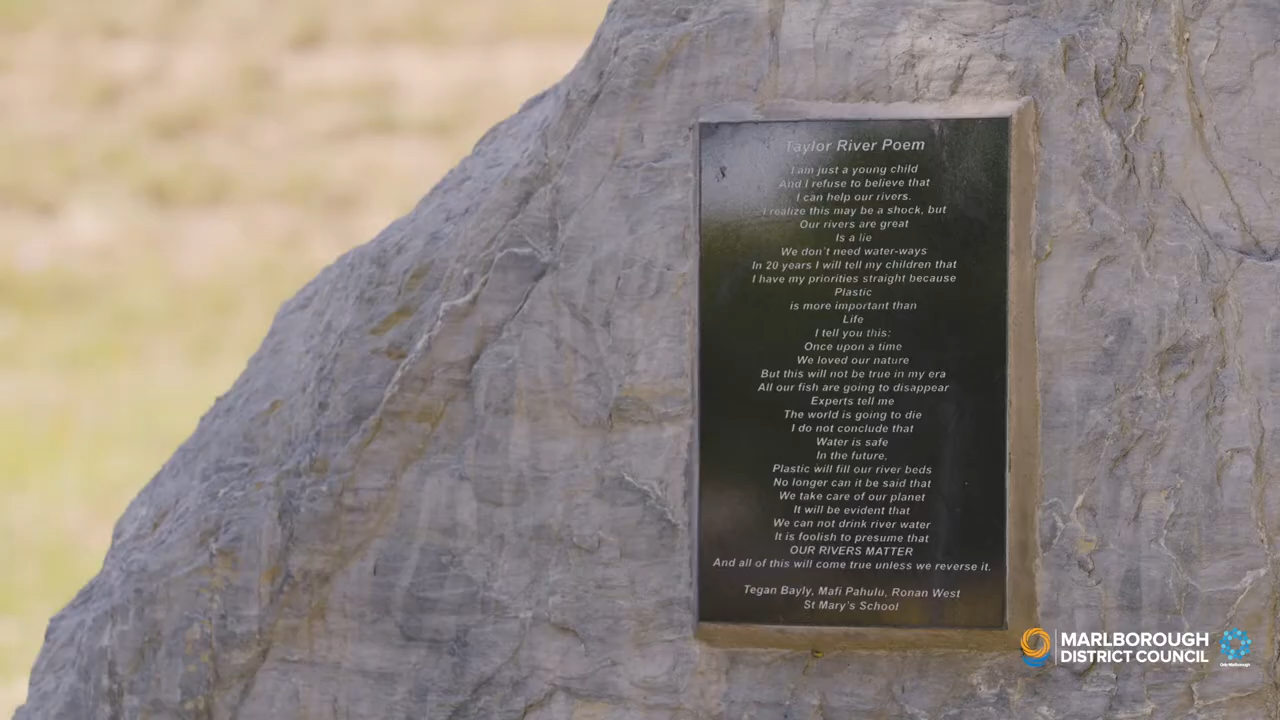 Taylor River Poem
I am just a young child
And I refuse to believe that
I can help our rivers.
I realize this may be a shock, but
Our rivers are great
Is a lie
We don't need water-ways
In 20 years I will tell my children that
I have my priorities straight because
Plastic
is more important than
Life
I tell you this:
Once upon a time
We loved our nature
But this will not be true in my era
All our fish are going to disappear
Experts tell me
The world is going to die
I do not conclude that
Water is safe
In the future,
Plastic will fill our river beds
No longer can it be said that
We take care of our planet
It will be evident that
We can not drink river water
It is foolish to presume that
OUR RIVERS MATTER
And all of this will come true unless we reverse it.
Tegan Bayly, Mafi Pahulu, Ronan West
St Mary's School
MARLBOROUGH
DISTRICT COUNCIL
Only Marlborough